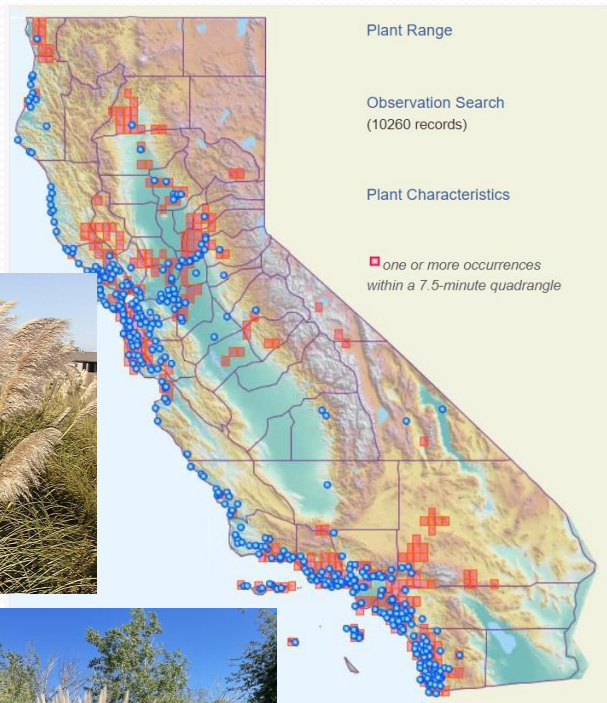 Plant Range
Observation Search
(10260 records)
Plant Characteristics
one or more occurrences
within a 7.5-minute quadrangle